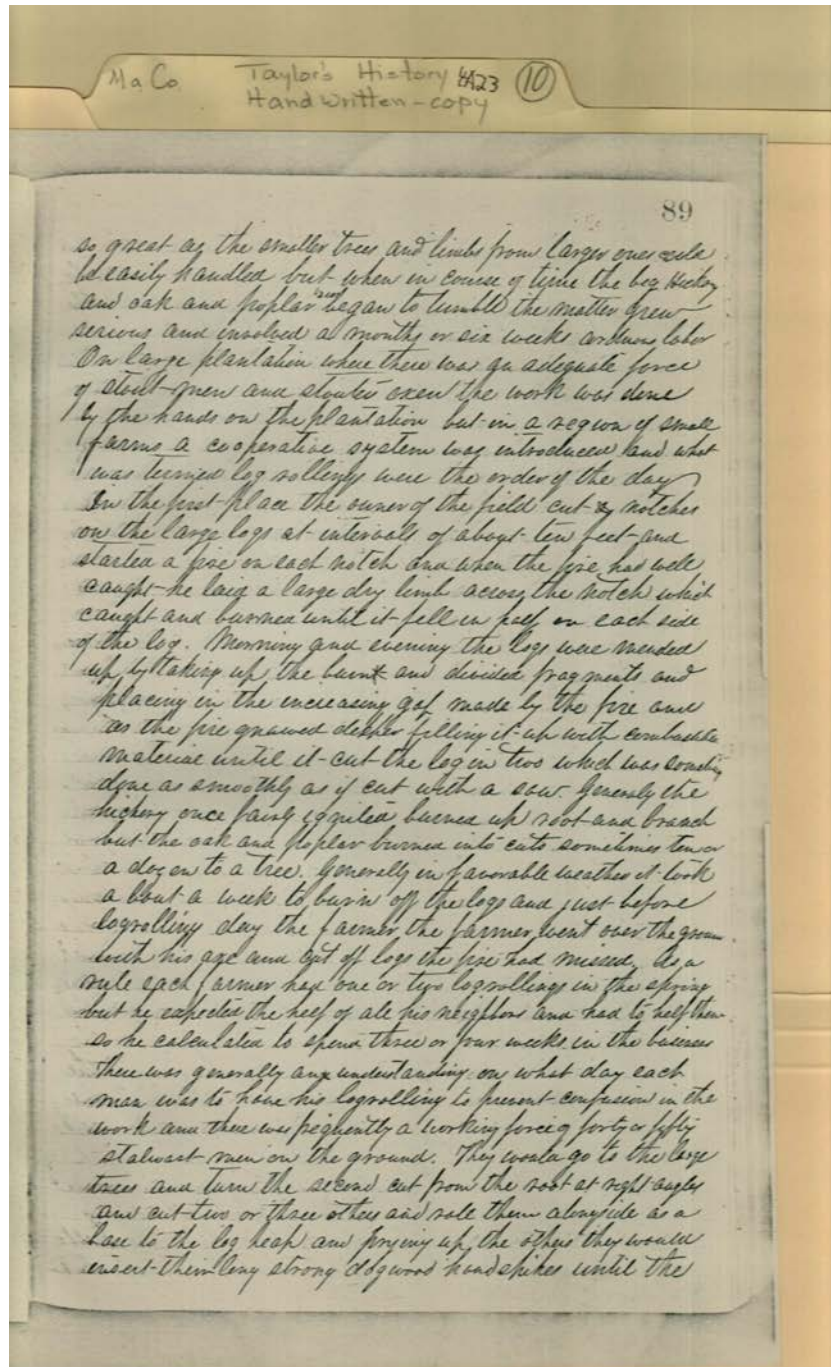 Ma Co Taylor's History 4A23 10
Handwritten-copy
89
so great as the smaller trees and limbs from larger ones could
be easily handled but when in course of time the big Hickory
and oak and poplar began to tumble the matter grew
serious and involved a months or six weeks arduous labor
On large plantation where there was an adequate force
of stout men and stouter oxen the work was done
by the hands on the plantation but in a region of small
farms a cooperative system was introduced and what
was termed log rollings were the order of the day
In the first place the owner of the field cut notches
on the large logs at intervals of about ten feet and
started a fire on each notch and when the fire had well
caught he laid a large dry limb across the notch which
caught and burned until it fell in half on each side
of the log. Morning and evening the logs were mended
up by taking up the burnt and divided fragments and
placing in the increasing gap made by the fire and
as the fire gnawed deeper filling it up with combustible
material until it cut the log in two which was sometimes
done as smoothly as if cut with a saw. Generally the
hickory once fairly ignited burned up root and branch
but the oak and poplar burned into cuts sometimes ten or
a dozen to a tree. Generally in favorable weather it took
a bout a week to burn off the logs and just before
logrolling day the farmer the farmer went over the ground
with his axe and cut off logs the fire had missed. As a
rule each farmer had one or two logrollings in the spring
but he expected the help of all his neighbors and had to help them
so he calculated to spend three or four weeks in the business
There was generally an understanding on what day each
man was to have his logrolling to prevent confusion in the
work and there was frequently a working force of forty or fifty
stalwart men on the ground. They would go to the large
trees and turn the second cut from the root at right angles
and cut two or three others and role them alongside as a
base to the log heap and prying up the others they would
insert their long strong dogwood handspikes until the